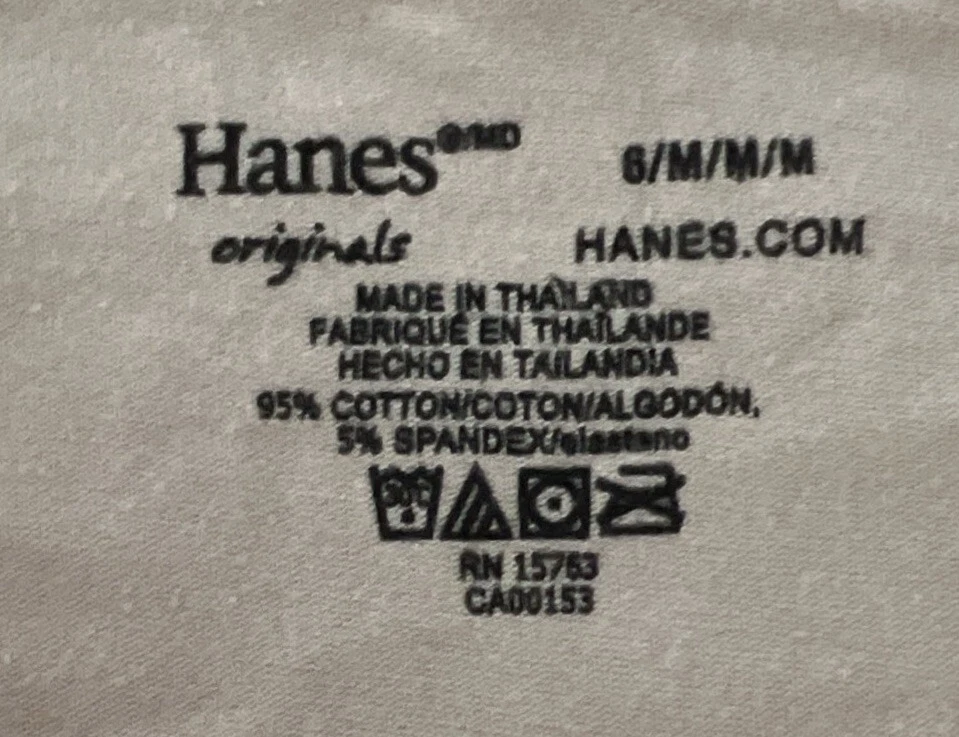 Hanes®/MD 6/M/M/M
originals HANES.COM
MADE IN THAILAND
FABRIQUÉ EN THAÏLANDE
HECHO EN TAILANDIA
95% COTTON/COTON/ALGODÓN,
5% SPANDEX/elastano
30°C
RN 15763
CA00153